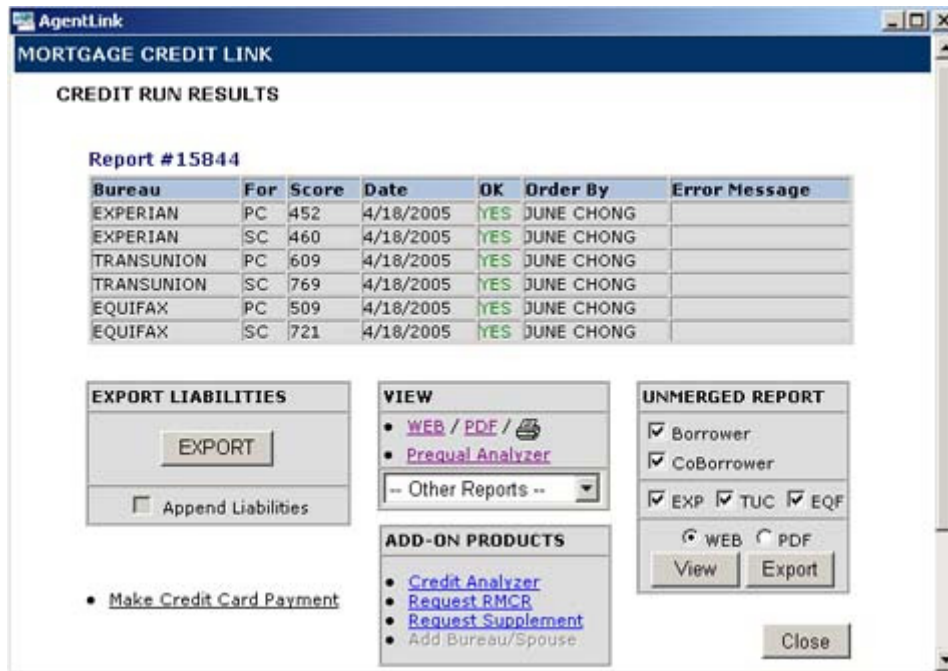 AgentLink
MORTGAGE CREDIT LINK
CREDIT RUN RESULTS
Report #15844
Bureau For Score Date OK Order By Error Message
EXPERIAN PC 452 4/18/2005 YES JUNE CHONG
EXPERIAN SC 460 4/18/2005 YES JUNE CHONG
TRANSUNION PC 609 4/18/2005 YES JUNE CHONG
TRANSUNION SC 769 4/18/2005 YES JUNE CHONG
EQUIFAX PC 509 4/18/2005 YES JUNE CHONG
EQUIFAX SC 721 4/18/2005 YES JUNE CHONG
EXPORT LIABILITIES
EXPORT
Append Liabilities
Make Credit Card Payment
VIEW
WEB / PDF /
Prequal Analyzer
-- Other Reports --
ADD-ON PRODUCTS
Credit Analyzer
Request RMCR
Request Supplement
Add Bureau/Spouse
UNMERGED REPORT
Borrower
CoBorrower
EXP TUC EQF
WEB PDF
View Export
Close